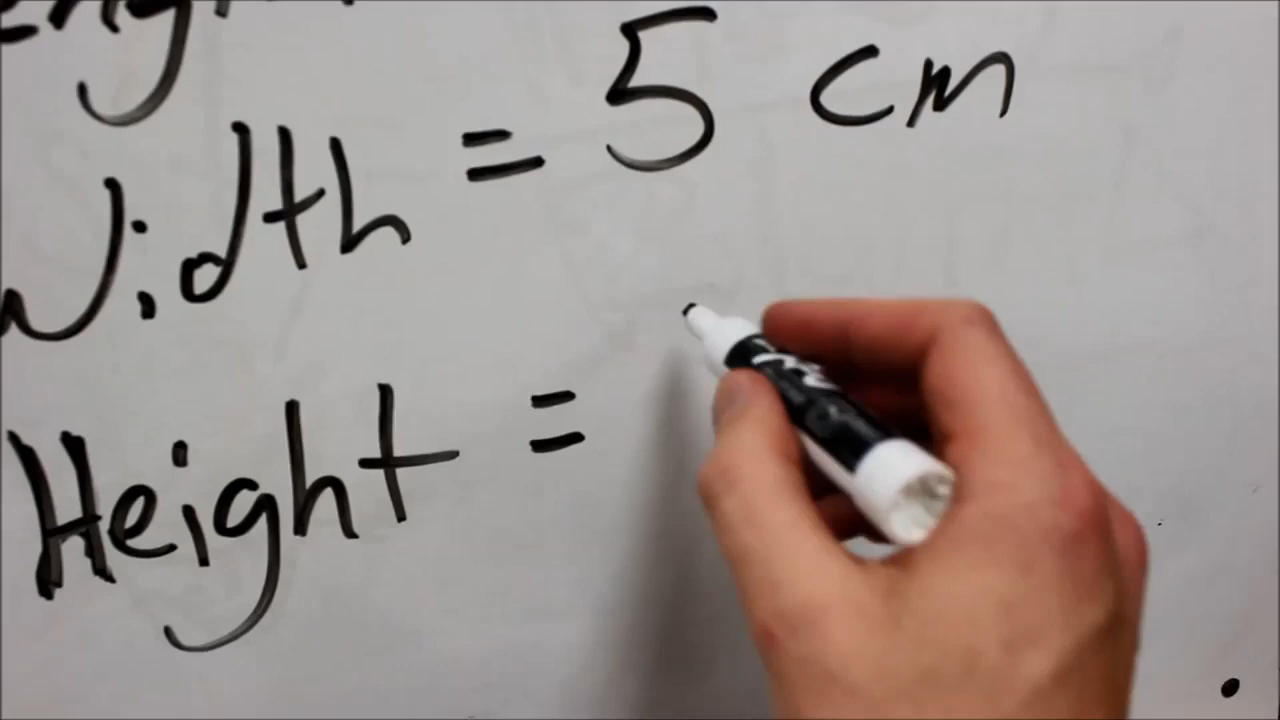 Width = 5 cm
Height =